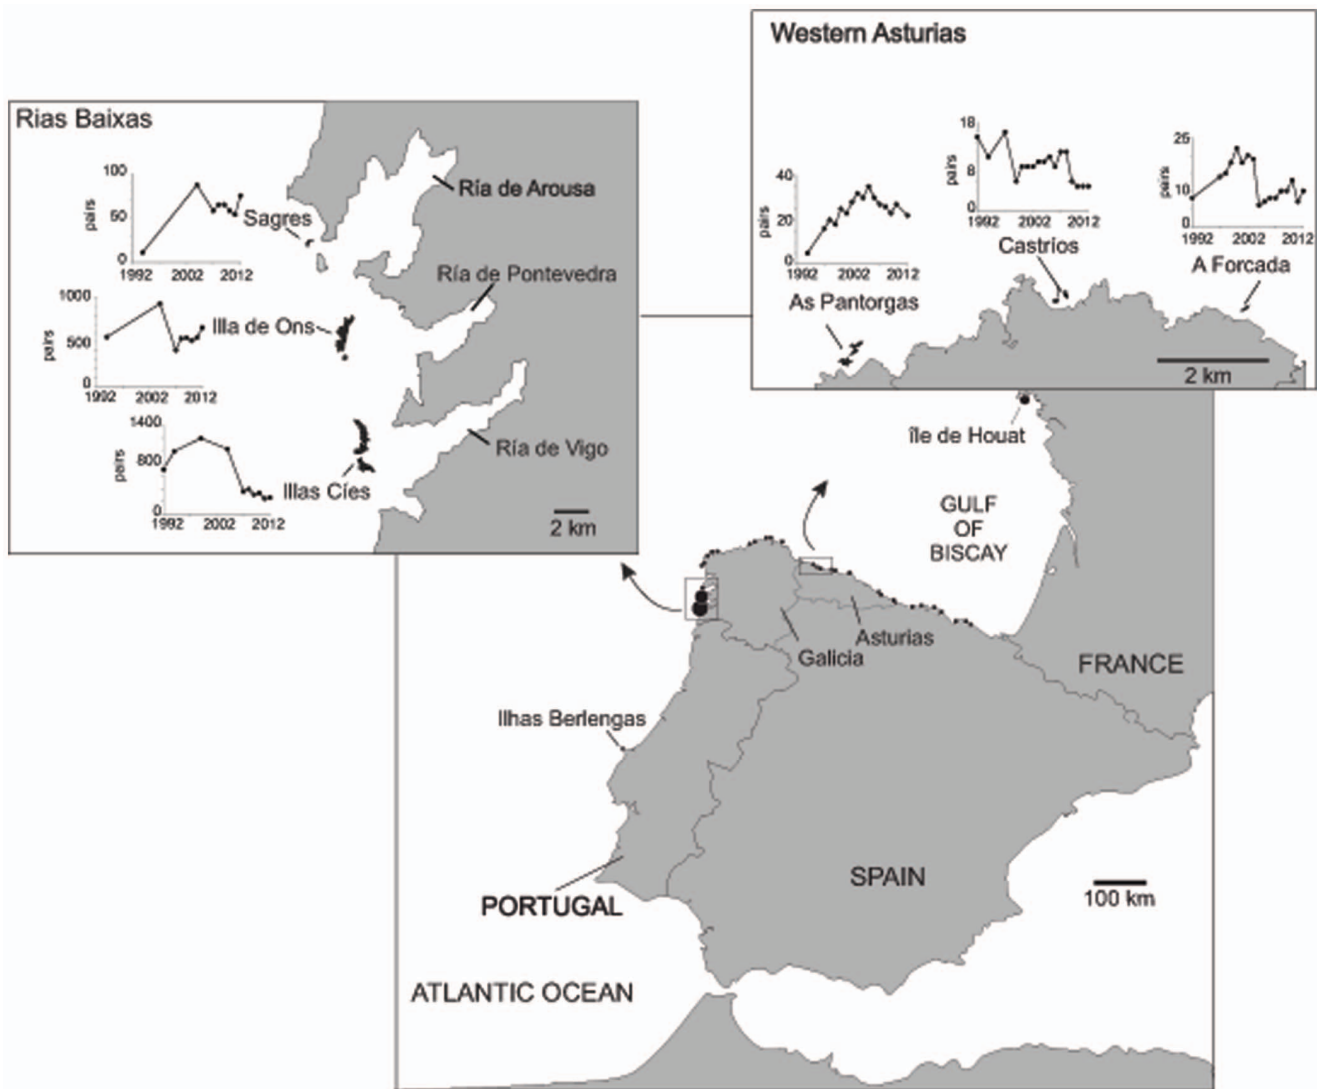 Western Asturias
18
8
0
pairs
1992 2002 2012
Castrios
25
10
0
pairs
1992 2002 2012
A Forcada
40
20
0
pairs
1992 2002 2012
As Pantorgas
2 km
Rias Baixas
100
50
0
pairs
1992 2002 2012
Sagres
Ría de Arousa
Ría de Pontevedra
1000
500
0
pairs
1992 2002 2012
Illa de Ons
1400
800
0
pairs
1992 2002 2012
Illas Cíes
Ría de Vigo
2 km
île de Houat
GULF
OF
BISCAY
Asturias
Galicia
FRANCE
Ilhas Berlengas
SPAIN
PORTUGAL
100 km
ATLANTIC OCEAN